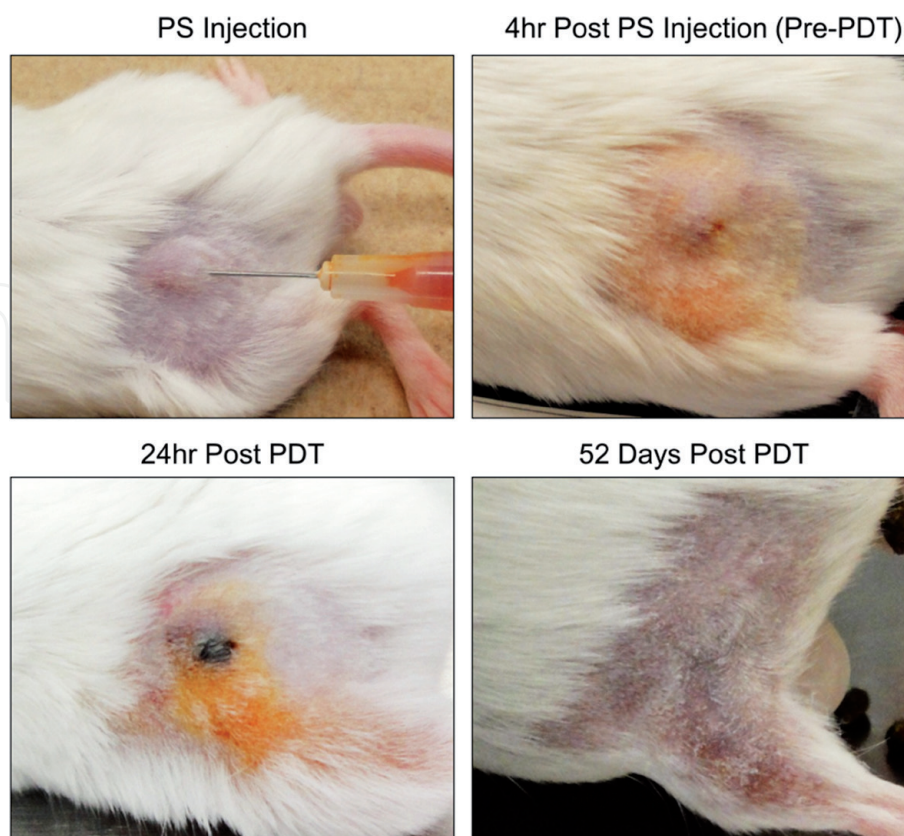 PS Injection
4hr Post PS Injection (Pre-PDT)
24hr Post PDT
52 Days Post PDT